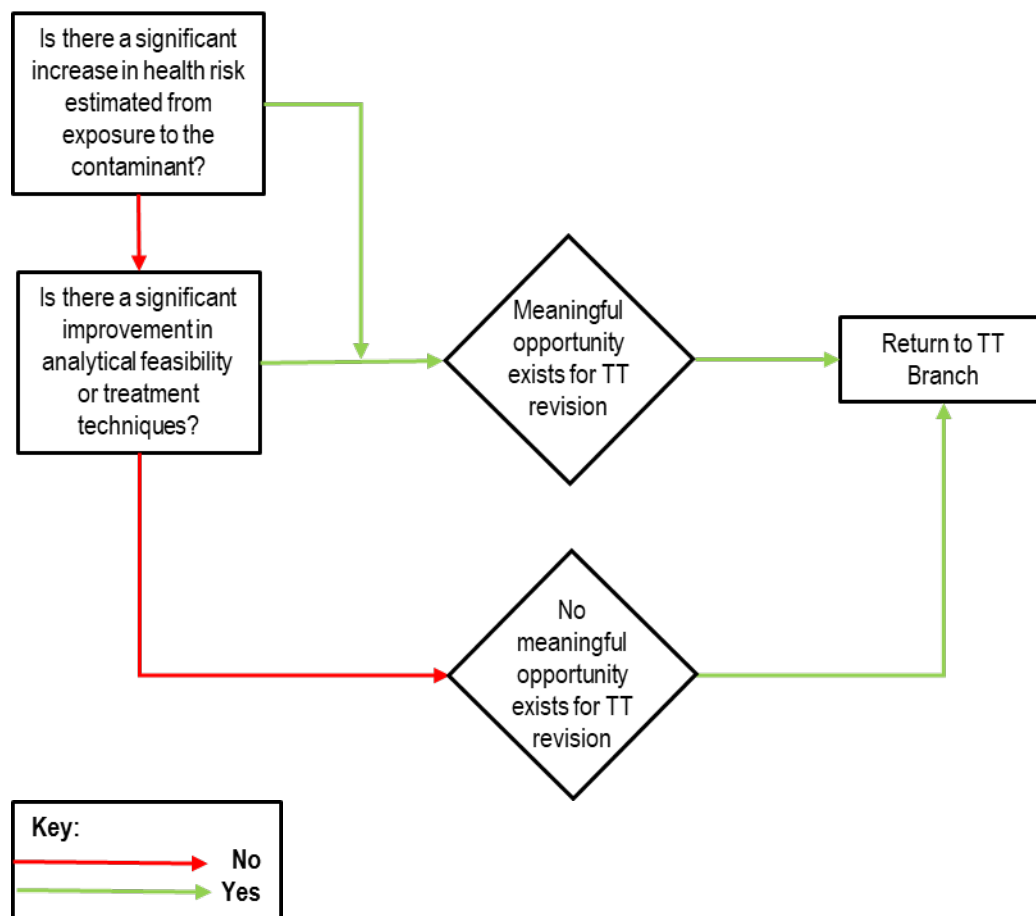 Is there a significant
increase in health risk
estimated from
exposure to the
contaminant?
Is there a significant
improvement in
analytical feasibility
or treatment
techniques?
Meaningful
opportunity
exists for TT
revision
Return to TT
Branch
No
meaningful
opportunity
exists for TT
revision
Key:
No
Yes